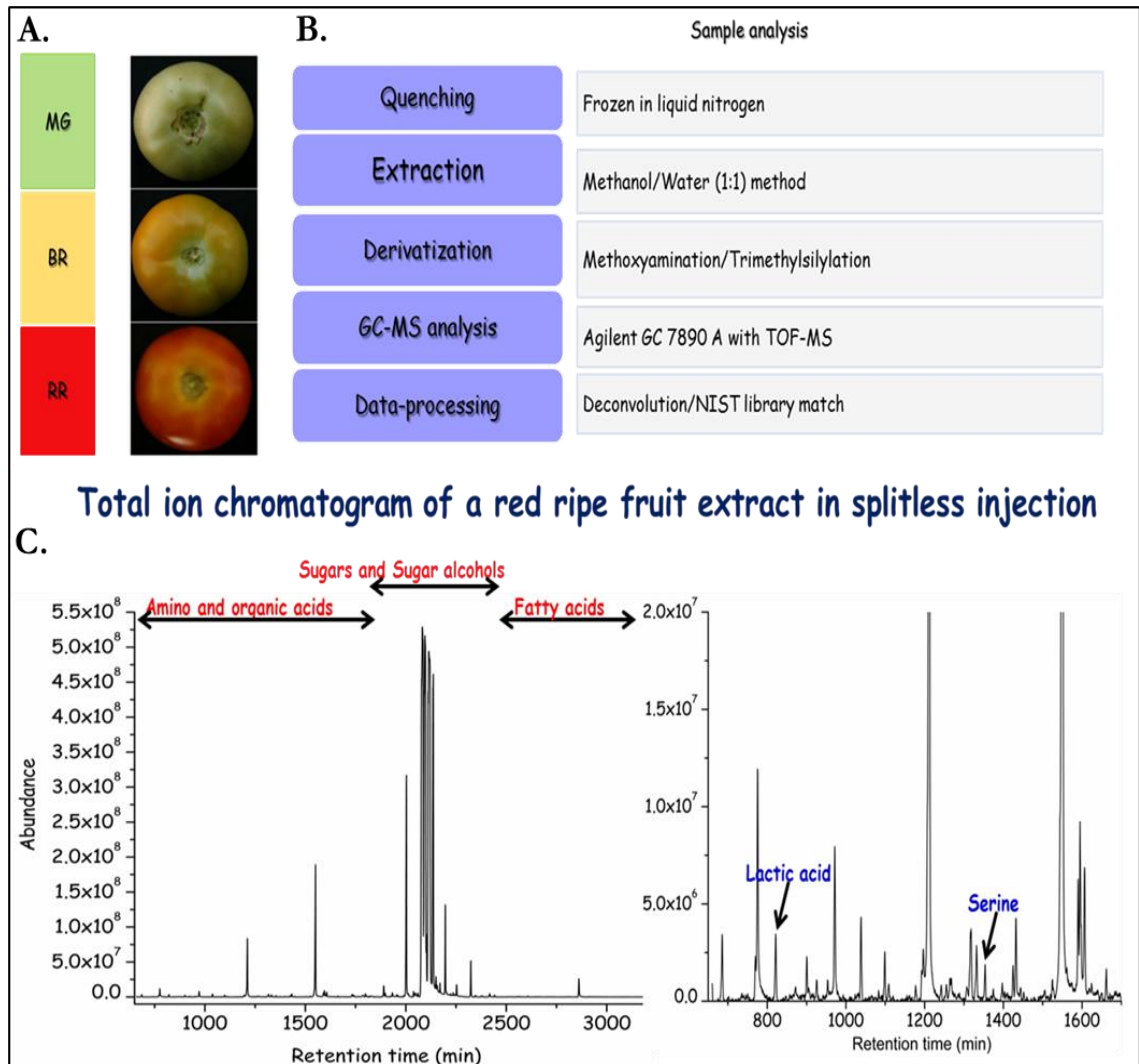 A.
MG
BR
RR
B.
Sample analysis
Quenching
Frozen in liquid nitrogen
Extraction
Methanol/Water (1:1) method
Derivatization
Methoxyamination/Trimethylsilylation
GC-MS analysis
Agilent GC 7890 A with TOF-MS
Data-processing
Deconvolution/NIST library match
Total ion chromatogram of a red ripe fruit extract in splitless injection
C.
Sugars and Sugar alcohols
Amino and organic acids
Fatty acids
5.5x10⁸
5.0x10⁸
4.5x10⁸
4.0x10⁸
3.5x10⁸
3.0x10⁸
2.5x10⁸
2.0x10⁸
1.5x10⁸
1.0x10⁸
5.0x10⁷
0.0
Abundance
1000 1500 2000 2500 3000
Retention time (min)
2.0x10⁷
1.5x10⁷
1.0x10⁷
5.0x10⁶
0.0
Lactic acid
Serine
800 1000 1200 1400 1600
Retention time (min)